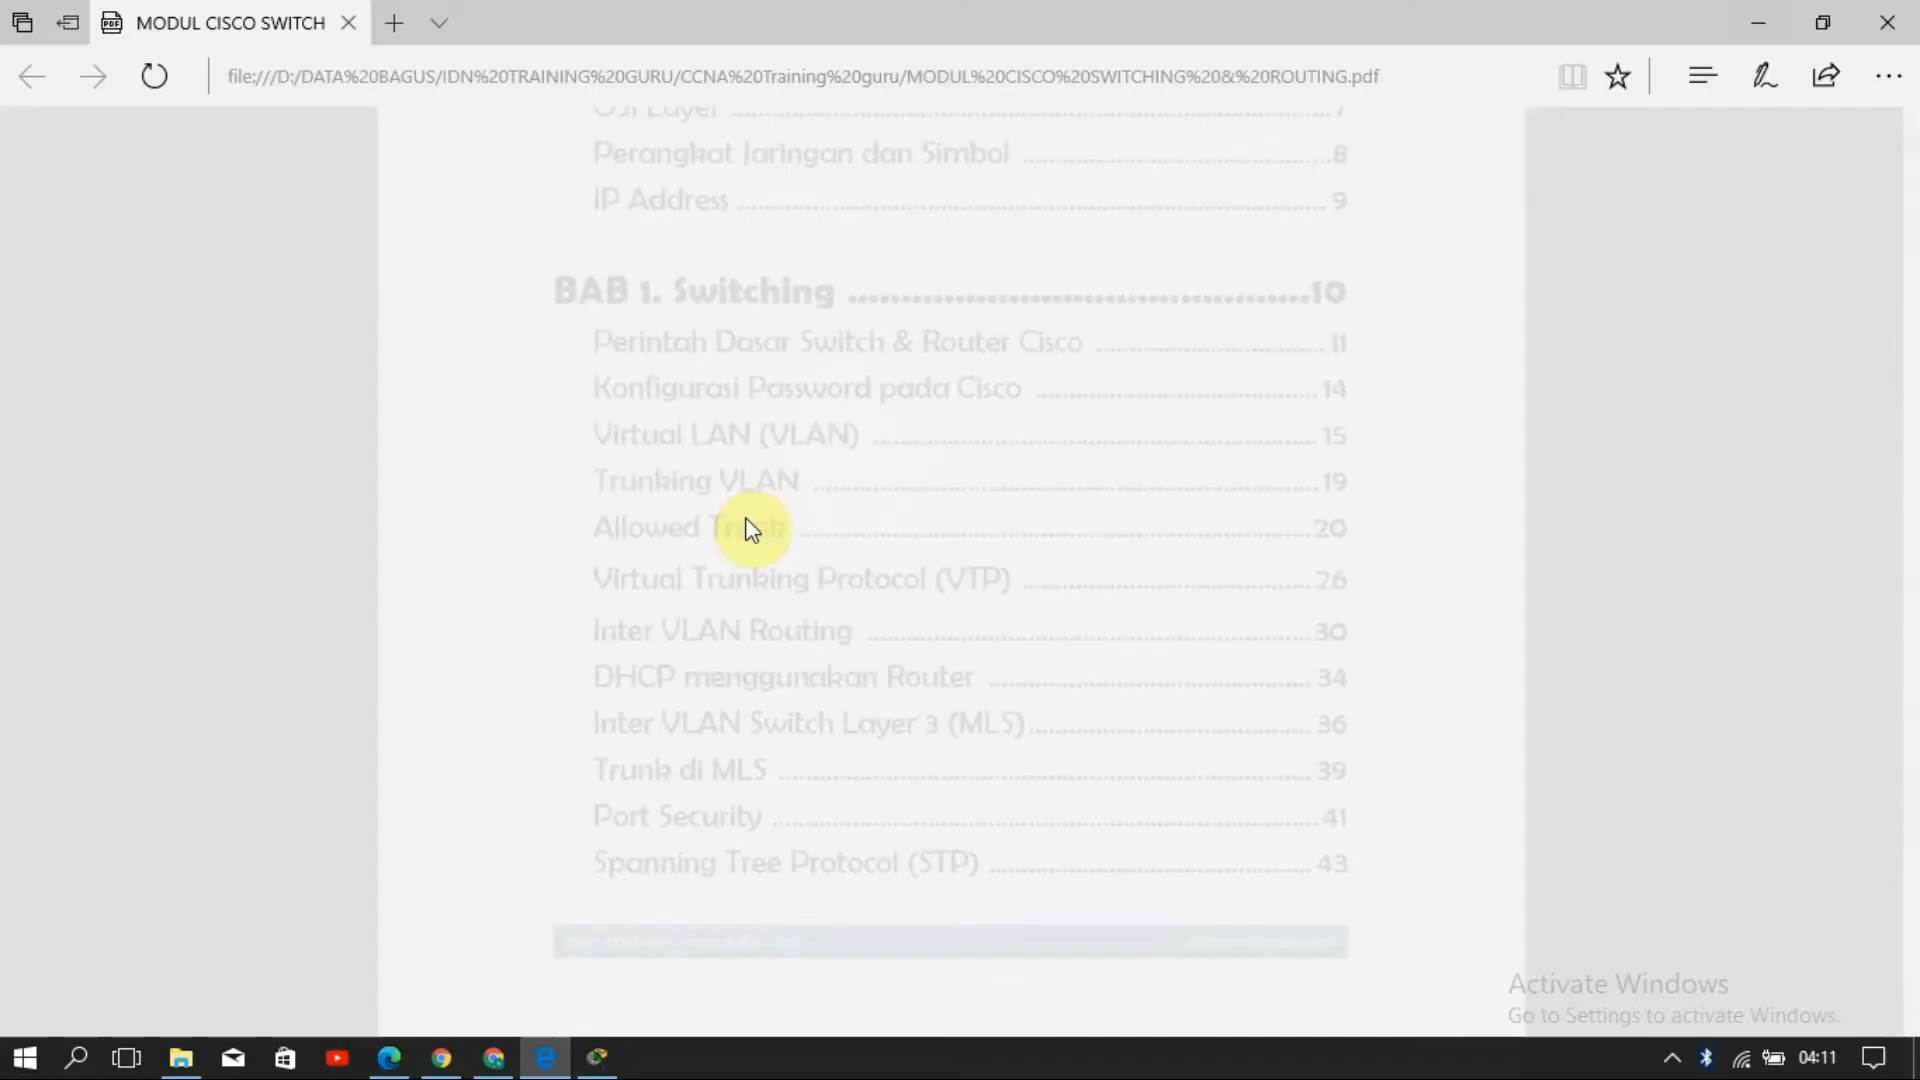 MODUL CISCO SWITCH
file:///D:/DATA%20BAGUS/IDN%20TRAINING%20GURU/CCNA%20Training%20guru/MODUL%20CISCO%20SWITCHING%20&%20ROUTING.pdf
OSI Layer ........ 7
Perangkat Jaringan dan Simbol ........ 8
IP Address ........ 9
BAB 1. Switching ........ 10
Perintah Dasar Switch & Router Cisco ........ 11
Konfigurasi Password pada Cisco ........ 14
Virtual LAN (VLAN) ........ 15
Trunking VLAN ........ 19
Allowed Trunk ........ 20
Virtual Trunking Protocol (VTP) ........ 26
Inter VLAN Routing ........ 30
DHCP menggunakan Router ........ 34
Inter VLAN Switch Layer 3 (MLS) ........ 36
Trunk di MLS ........ 39
Port Security ........ 41
Spanning Tree Protocol (STP) ........ 43
Activate Windows
Go to Settings to activate Windows.
04:11